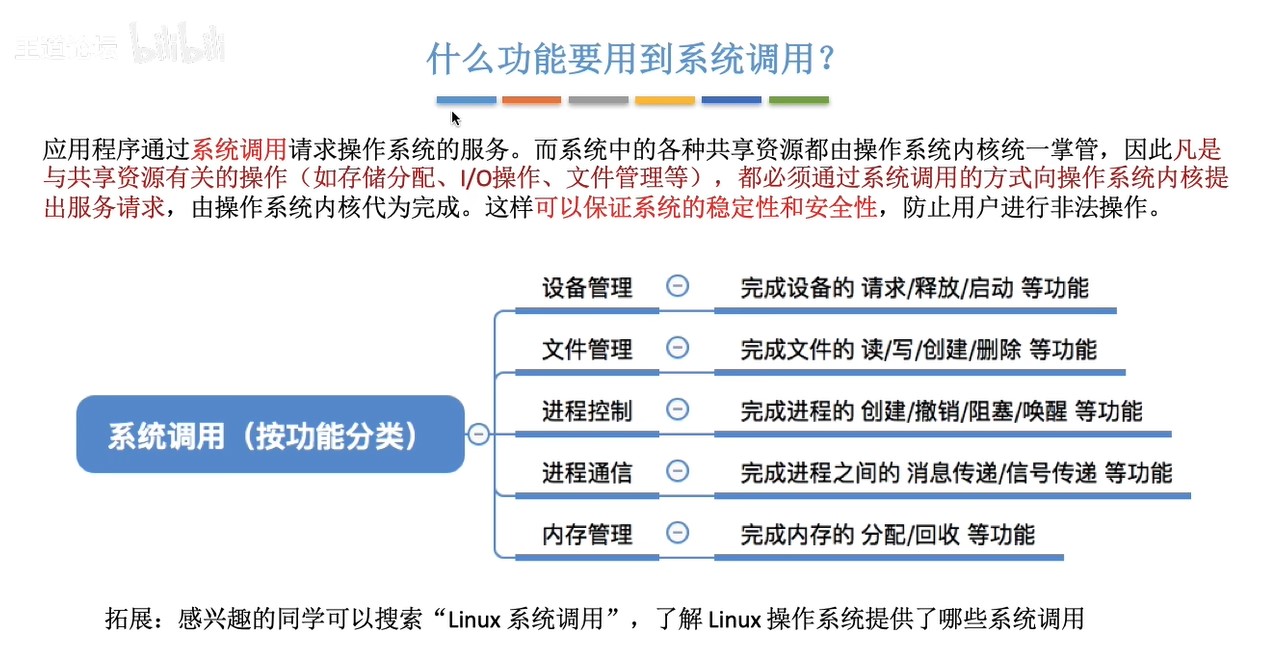 王道论坛 bilibili
什么功能要用到系统调用？
应用程序通过系统调用请求操作系统的服务。而系统中的各种共享资源都由操作系统内核统一掌管，因此凡是
与共享资源有关的操作（如存储分配、I/O操作、文件管理等），都必须通过系统调用的方式向操作系统内核提
出服务请求，由操作系统内核代为完成。这样可以保证系统的稳定性和安全性，防止用户进行非法操作。
系统调用（按功能分类）
设备管理 完成设备的 请求/释放/启动 等功能
文件管理 完成文件的 读/写/创建/删除 等功能
进程控制 完成进程的 创建/撤销/阻塞/唤醒 等功能
进程通信 完成进程之间的 消息传递/信号传递 等功能
内存管理 完成内存的 分配/回收 等功能
拓展：感兴趣的同学可以搜索“Linux 系统调用”，了解 Linux 操作系统提供了哪些系统调用